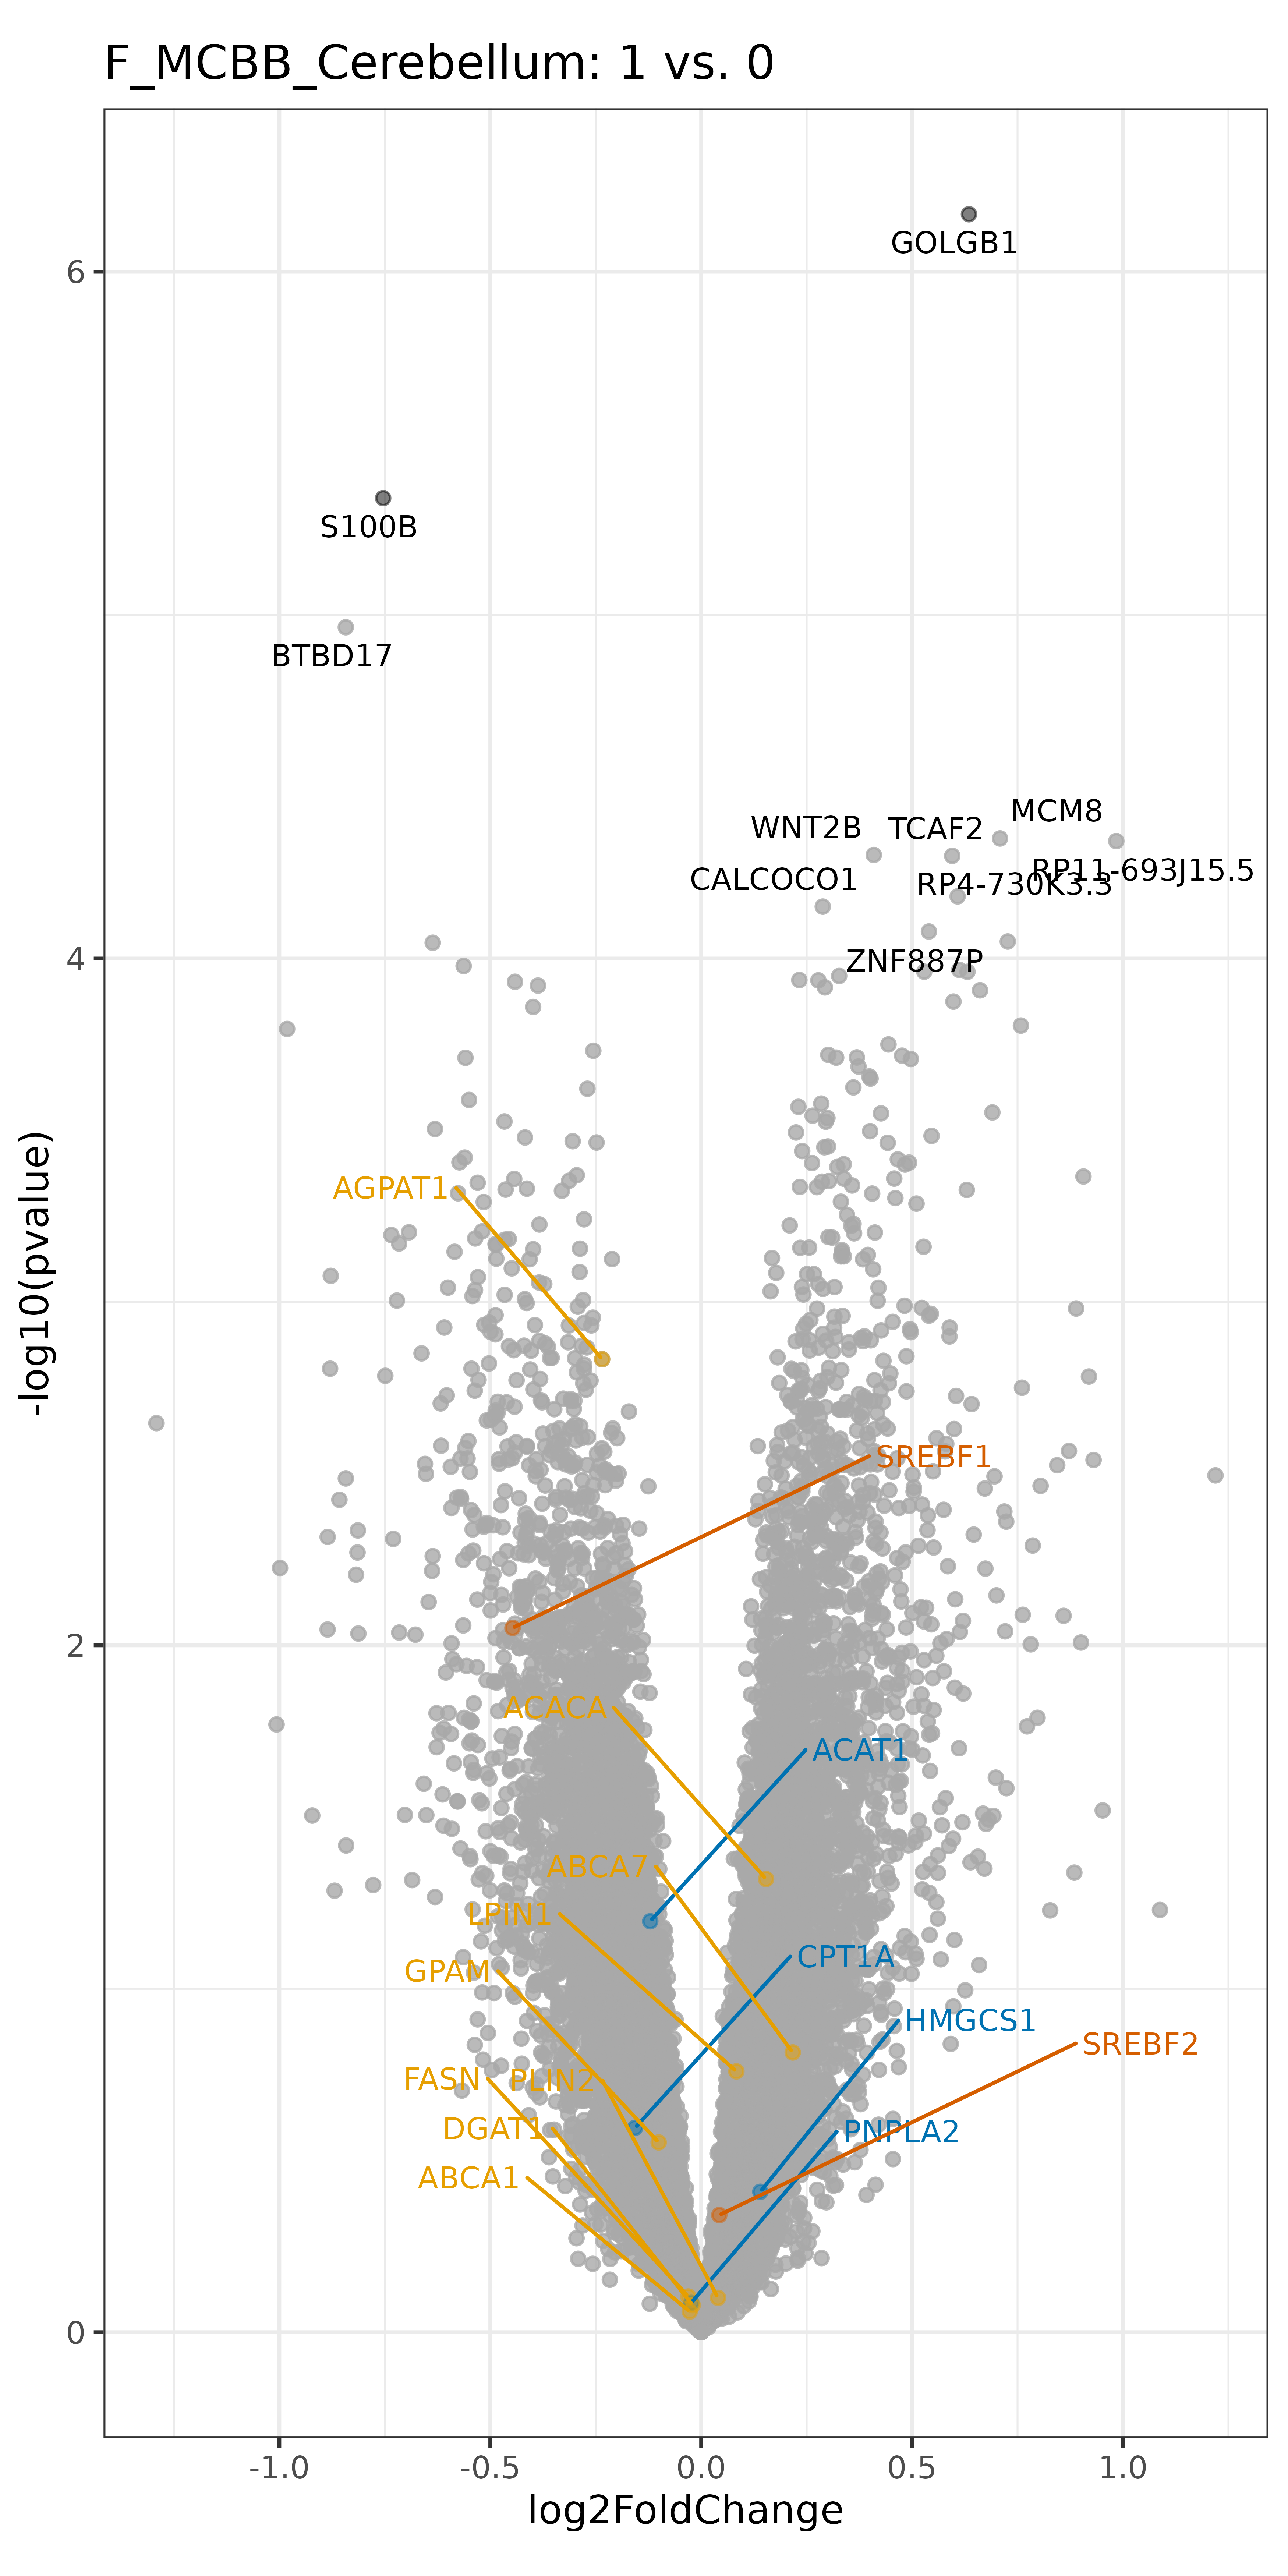 F_MCBB_Cerebellum: 1 vs. 0
GOLGB1
6
S100B
BTBD17
MCM8
WNT2B
TCAF2
RP11-693J15.5
CALCOCO1
RP4-730K3.3
4
ZNF887P
-log10(pvalue)
AGPAT1
SREBF1
2
ACACA
ACAT1
ABCA7
LPIN1
CPT1A
GPAM
HMGCS1
SREBF2
FASN
PLIN2
DGAT1
PNPLA2
ABCA1
0
-1.0
-0.5
0.0
0.5
1.0
log2FoldChange